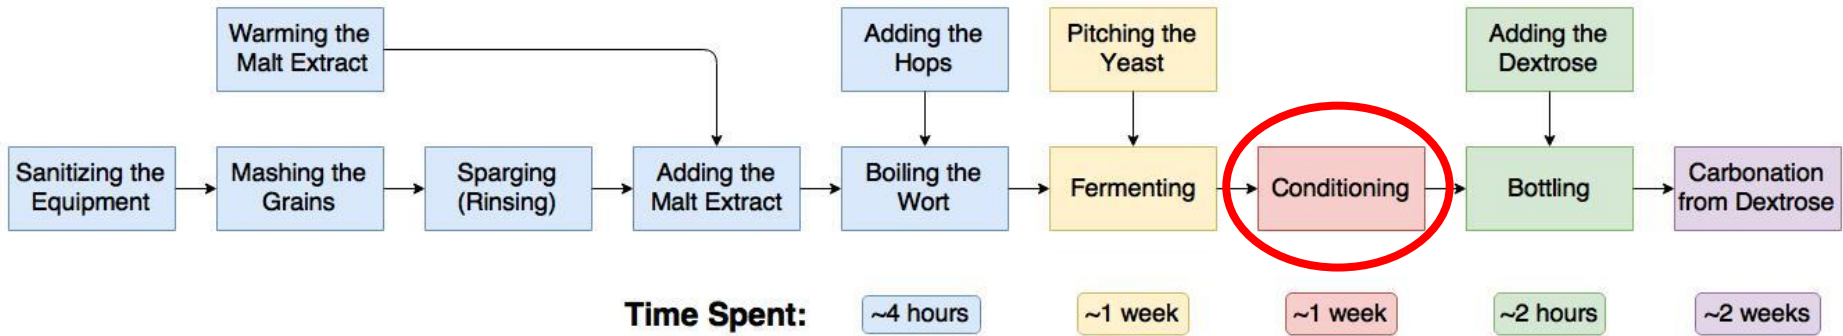 Warming the
Malt Extract
Adding the
Hops
Pitching the
Yeast
Adding the
Dextrose
Sanitizing the
Equipment
Mashing the
Grains
Sparging
(Rinsing)
Adding the
Malt Extract
Boiling the
Wort
Fermenting
Conditioning
Bottling
Carbonation
from Dextrose
Time Spent:
~4 hours
~1 week
~1 week
~2 hours
~2 weeks